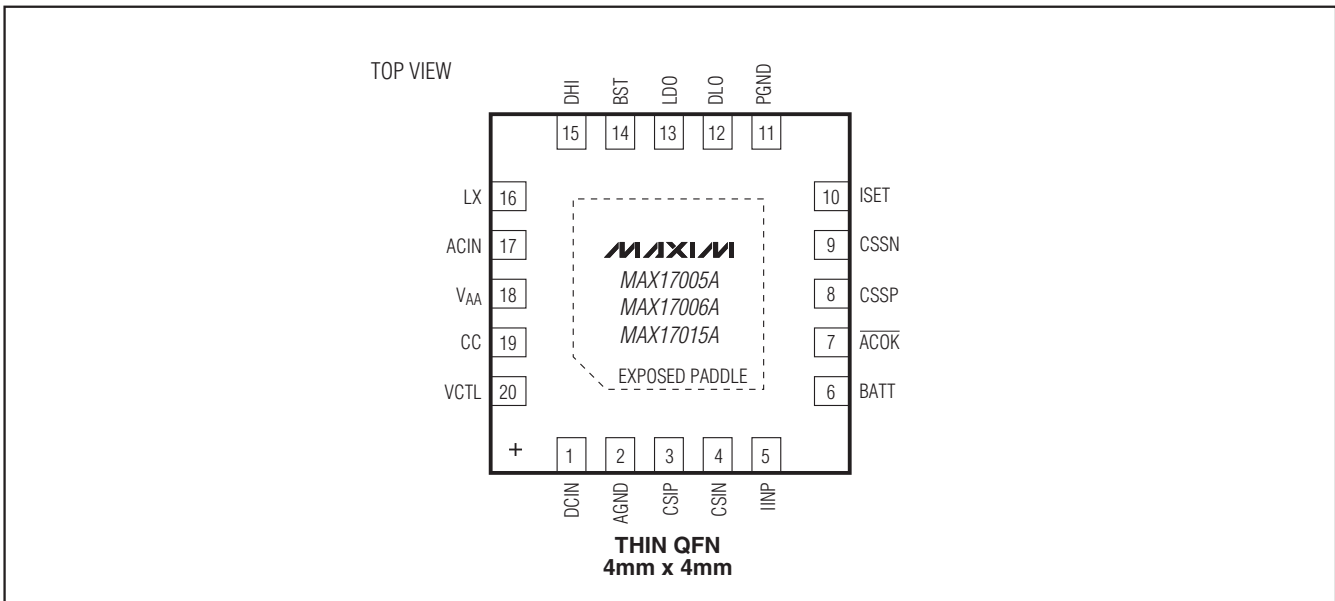 TOP VIEW
DHI
BST
LDO
DLO
PGND
15
14
13
12
11
LX 16
ACIN 17
VAA 18
CC 19
VCTL 20
MAXIM
MAX17005A
MAX17006A
MAX17015A
EXPOSED PADDLE
10 ISET
9 CSSN
8 CSSP
7 ACOK
6 BATT
+
1
2
3
4
5
DCIN
AGND
CSIP
CSIN
IINP
THIN QFN
4mm x 4mm